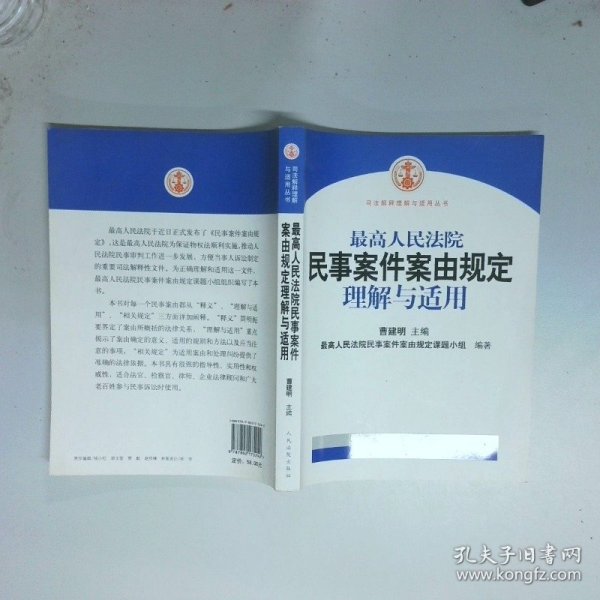 最高人民法院于近日正式发布了《民事案件案由规
定》,这是最高人民法院为保证物权法顺利实施,推动人
民法院民事审判工作进一步发展,方便当事人诉讼制定
的重要司法解释性文件。为正确理解和适用这一文件,
最高人民法院民事案件案由规定课题小组组织编写了本
书。
本书对每一个民事案由都从“释义”、“理解与适
用”、“相关规定”三方面详加阐释。“释义”简明扼
要界定了案由所概括的法律关系,“理解与适用”重点
揭示了案由确定的意义、适用的规则和方法以及应当注
意的事项,“相关规定”为适用案由和处理纠纷提供了
准确的法律依据。本书具有很强的指导性、实用性和权
威性,适合法官、检察官、律师、企业法律顾问和广大
老百姓参与民事诉讼时使用。
定价:58.00元
司法解释理解
与适用丛书
最高人民法院民事案件
案由规定理解与适用
曹建明 主编
人民法院出版社
司法解释理解与适用丛书
最高人民法院
民事案件案由规定
理解与适用
曹建明 主编
最高人民法院民事案件案由规定课题小组 编著
孔夫子旧书网
www.kongfz.com